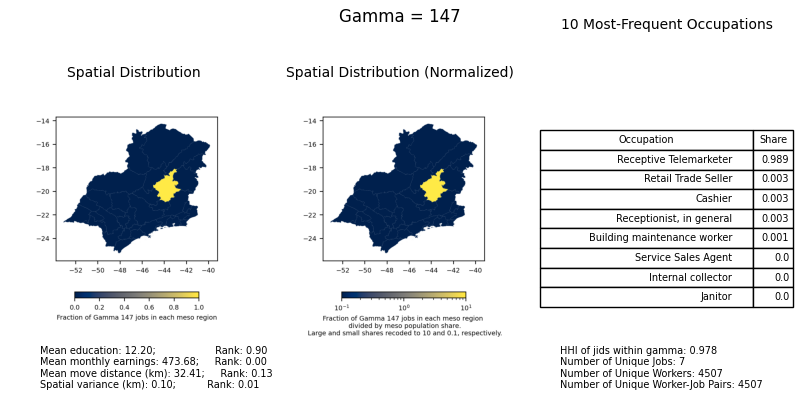 Gamma = 147
10 Most-Frequent Occupations
Spatial Distribution
Spatial Distribution (Normalized)
−14
−16
−18
−20
−22
−24
−52 −50 −48 −46 −44 −42 −40
0.0 0.2 0.4 0.6 0.8 1.0
Fraction of Gamma 147 jobs in each meso region
−14
−16
−18
−20
−22
−24
−52 −50 −48 −46 −44 −42 −40
10⁻¹ 10⁰ 10¹
Fraction of Gamma 147 jobs in each meso region
divided by meso population share.
Large and small shares recoded to 10 and 0.1, respectively.
Occupation Share
Receptive Telemarketer 0.989
Retail Trade Seller 0.003
Cashier 0.003
Receptionist, in general 0.003
Building maintenance worker 0.001
Service Sales Agent 0.0
Internal collector 0.0
Janitor 0.0
Mean education: 12.20; Rank: 0.90
Mean monthly earnings: 473.68; Rank: 0.00
Mean move distance (km): 32.41; Rank: 0.13
Spatial variance (km): 0.10; Rank: 0.01
HHI of jids within gamma: 0.978
Number of Unique Jobs: 7
Number of Unique Workers: 4507
Number of Unique Worker-Job Pairs: 4507